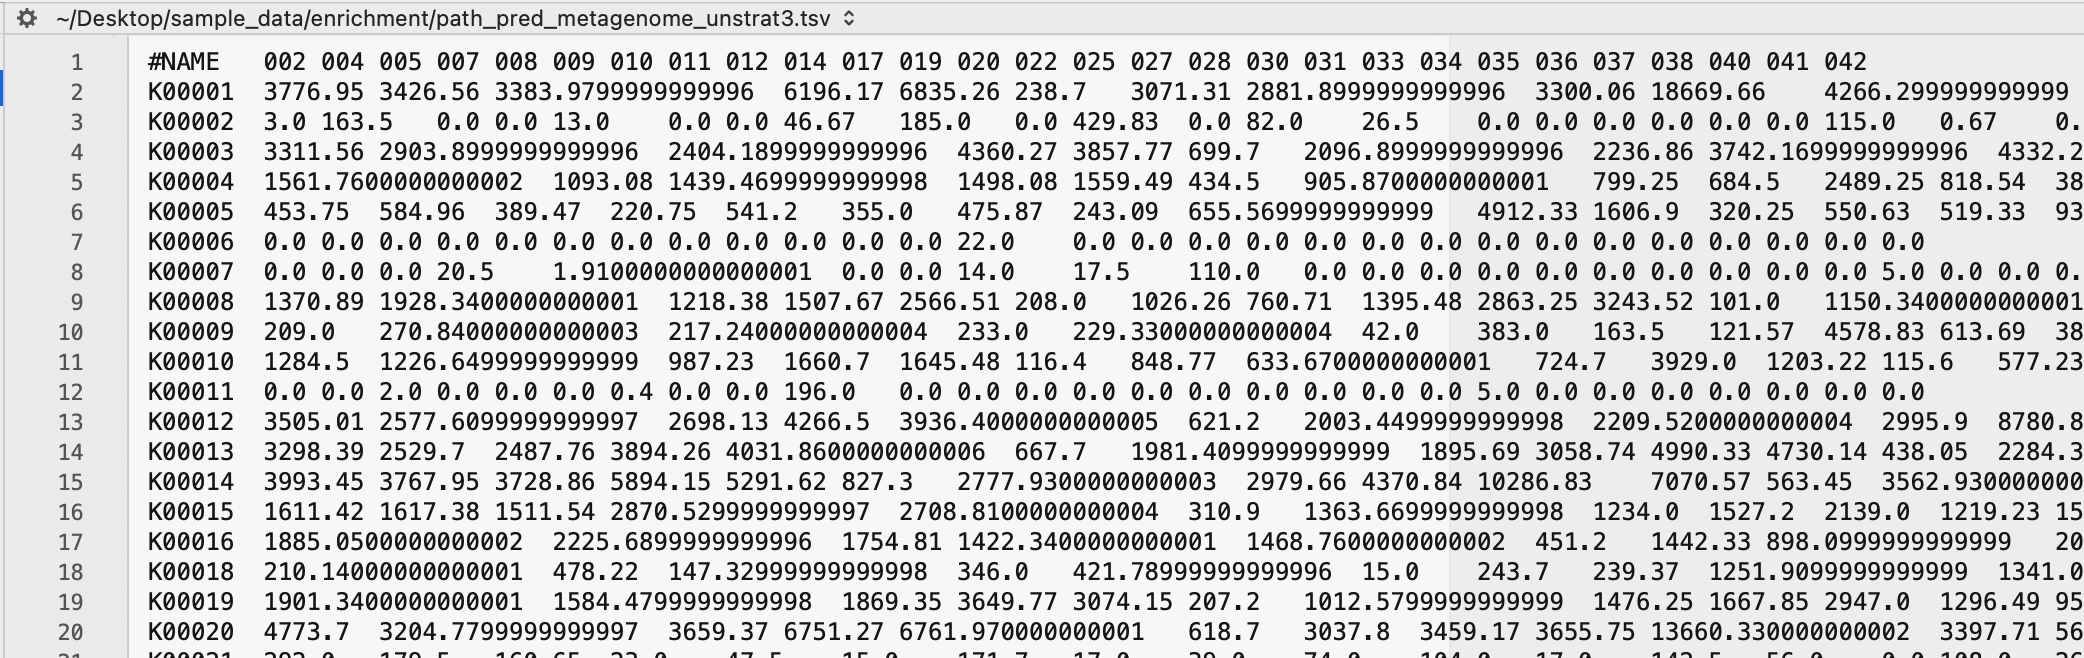 ~/Desktop/sample_data/enrichment/path_pred_metagenome_unstrat3.tsv
1 #NAME 002 004 005 007 008 009 010 011 012 014 017 019 020 022 025 027 028 030 031 033 034 035 036 037 038 040 041 042
2 K00001 3776.95 3426.56 3383.9799999999996 6196.17 6835.26 238.7 3071.31 2881.8999999999996 3300.06 18669.66 4266.299999999999
3 K00002 3.0 163.5 0.0 0.0 13.0 0.0 0.0 46.67 185.0 0.0 429.83 0.0 82.0 26.5 0.0 0.0 0.0 0.0 0.0 0.0 115.0 0.67 0.
4 K00003 3311.56 2903.8999999999996 2404.1899999999996 4360.27 3857.77 699.7 2096.8999999999996 2236.86 3742.1699999999996 4332.2
5 K00004 1561.7600000000002 1093.08 1439.4699999999998 1498.08 1559.49 434.5 905.8700000000001 799.25 684.5 2489.25 818.54 38
6 K00005 453.75 584.96 389.47 220.75 541.2 355.0 475.87 243.09 655.5699999999999 4912.33 1606.9 320.25 550.63 519.33 93
7 K00006 0.0 0.0 0.0 0.0 0.0 0.0 0.0 0.0 0.0 0.0 0.0 0.0 22.0 0.0 0.0 0.0 0.0 0.0 0.0 0.0 0.0 0.0 0.0 0.0 0.0 0.0 0.0 0.0
8 K00007 0.0 0.0 0.0 20.5 1.9100000000000001 0.0 0.0 14.0 17.5 110.0 0.0 0.0 0.0 0.0 0.0 0.0 0.0 0.0 0.0 0.0 5.0 0.0 0.0 0.0 0.
9 K00008 1370.89 1928.3400000000001 1218.38 1507.67 2566.51 208.0 1026.26 760.71 1395.48 2863.25 3243.52 101.0 1150.3400000000001
10 K00009 209.0 270.84000000000003 217.24000000000004 233.0 229.33000000000004 42.0 383.0 163.5 121.57 4578.83 613.69 38
11 K00010 1284.5 1226.6499999999999 987.23 1660.7 1645.48 116.4 848.77 633.6700000000001 724.7 3929.0 1203.22 115.6 577.23
12 K00011 0.0 0.0 2.0 0.0 0.0 0.0 0.4 0.0 0.0 196.0 0.0 0.0 0.0 0.0 0.0 0.0 0.0 0.0 0.0 0.0 5.0 0.0 0.0 0.0 0.0 0.0 0.0 0.0
13 K00012 3505.01 2577.6099999999997 2698.13 4266.5 3936.4000000000005 621.2 2003.4499999999998 2209.5200000000004 2995.9 8780.8
14 K00013 3298.39 2529.7 2487.76 3894.26 4031.8600000000006 667.7 1981.4099999999999 1895.69 3058.74 4990.33 4730.14 438.05 2284.3
15 K00014 3993.45 3767.95 3728.86 5894.15 5291.62 827.3 2777.9300000000003 2979.66 4370.84 10286.83 7070.57 563.45 3562.930000000
16 K00015 1611.42 1617.38 1511.54 2870.5299999999997 2708.8100000000004 310.9 1363.6699999999998 1234.0 1527.2 2139.0 1219.23 15
17 K00016 1885.0500000000002 2225.6899999999996 1754.81 1422.3400000000001 1468.7600000000002 451.2 1442.33 898.0999999999999 20
18 K00018 210.14000000000001 478.22 147.32999999999998 346.0 421.78999999999996 15.0 243.7 239.37 1251.9099999999999 1341.0
19 K00019 1901.3400000000001 1584.4799999999998 1869.35 3649.77 3074.15 207.2 1012.5799999999999 1476.25 1667.85 2947.0 1296.49 95
20 K00020 4773.7 3204.7799999999997 3659.37 6751.27 6761.970000000001 618.7 3037.8 3459.17 3655.75 13660.330000000002 3397.71 56